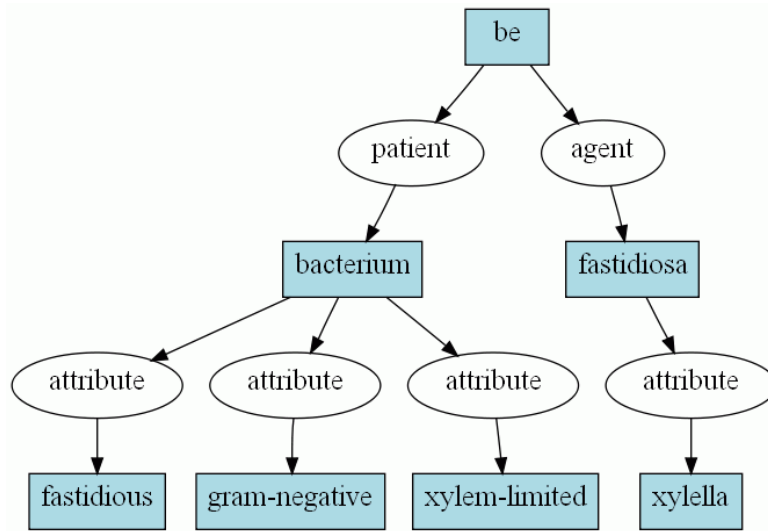 be
patient agent
bacterium fastidiosa
attribute attribute attribute attribute
fastidious gram-negative xylem-limited xylella